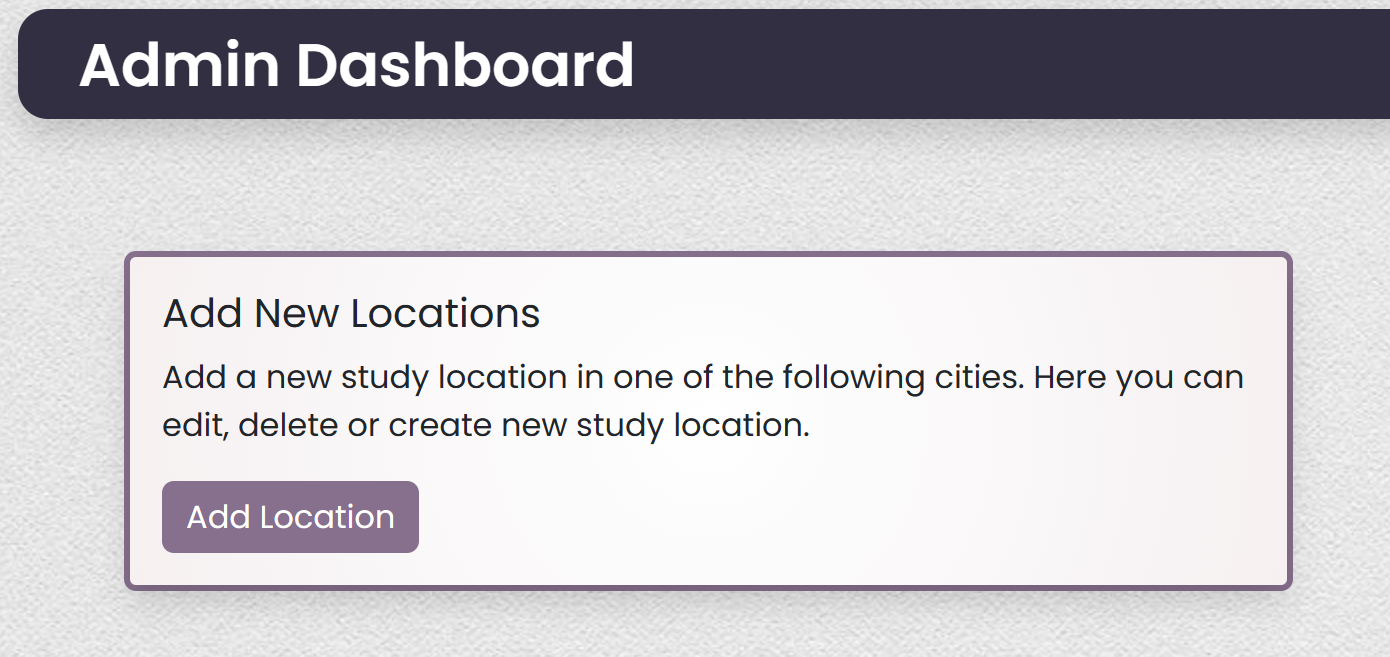 Admin Dashboard
Add New Locations
Add a new study location in one of the following cities. Here you can
edit, delete or create new study location.
Add Location